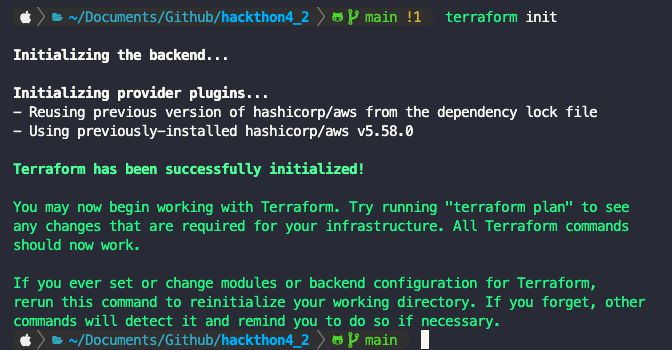 ~/Documents/Github/hackthon4_2 main !1 terraform init
Initializing the backend...
Initializing provider plugins...
- Reusing previous version of hashicorp/aws from the dependency lock file
- Using previously-installed hashicorp/aws v5.58.0
Terraform has been successfully initialized!
You may now begin working with Terraform. Try running "terraform plan" to see
any changes that are required for your infrastructure. All Terraform commands
should now work.
If you ever set or change modules or backend configuration for Terraform,
rerun this command to reinitialize your working directory. If you forget, other
commands will detect it and remind you to do so if necessary.
~/Documents/Github/hackthon4_2 main